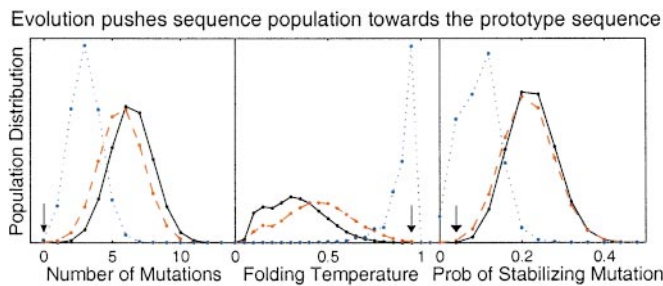 Evolution pushes sequence population towards the prototype sequence
Population Distribution
0 5 10 0 0.5 1 0 0.2 0.4
Number of Mutations Folding Temperature Prob of Stabilizing Mutation